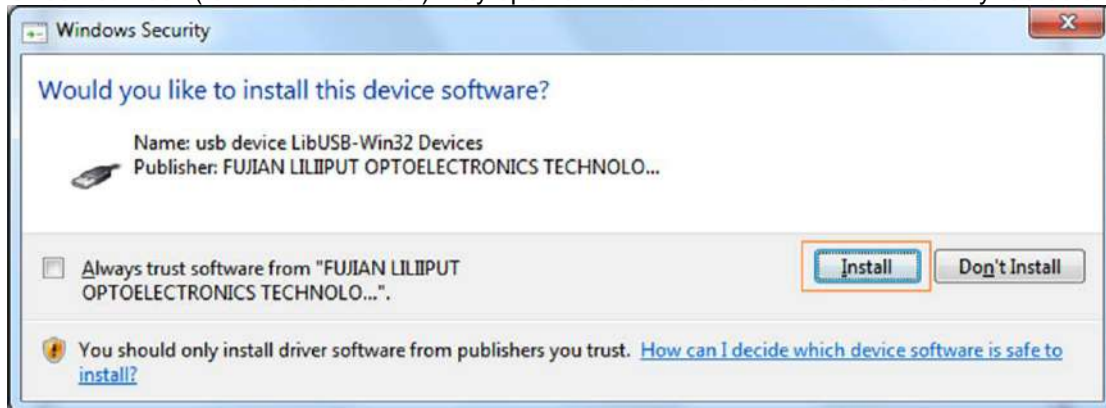 Windows Security
Would you like to install this device software?
Name: usb device LibUSB-Win32 Devices
Publisher: FUJIAN LILIIPUT OPTOELECTRONICS TECHNOLO...
Always trust software from "FUJIAN LILIIPUT
OPTOELECTRONICS TECHNOLO...".
Install
Don't Install
You should only install driver software from publishers you trust. How can I decide which device software is safe to
install?